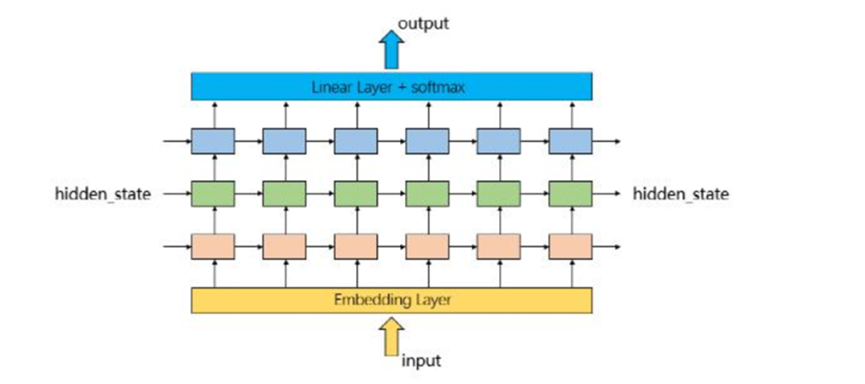 output
Linear Layer + softmax
hidden_state
hidden_state
Embedding Layer
input